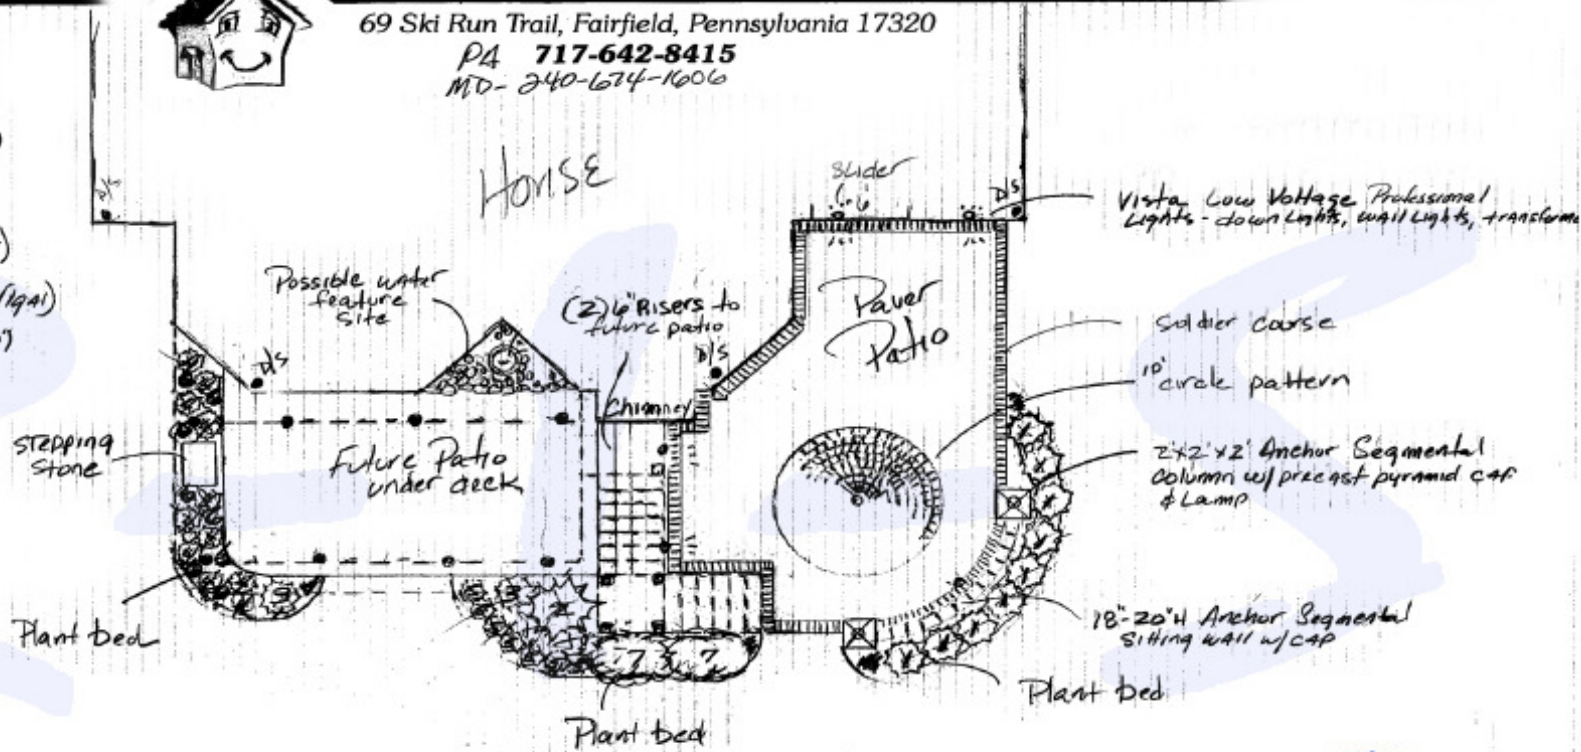 69 Ski Run Trail, Fairfield, Pennsylvania 17320
PA 717-642-8415
MD- 240-674-1606
HOUSE
Slider
D/S
D/S
Vista Low Voltage Professional
Lights - down lights, wall lights, transforme
Possible water
feature
site
(2) 6" Risers to
future patio
D/S
Paver
Patio
Soldier course
D/S
10' circle pattern
Chimney
Stepping
Stone
Future Patio
under deck
2'x2'x2' Anchor Segmental
column w/ precast pyramid cap
& Lamp
18"-20"H Anchor Segmental
Sitting wall w/ cap
Plant bed
Plant bed
Plant bed